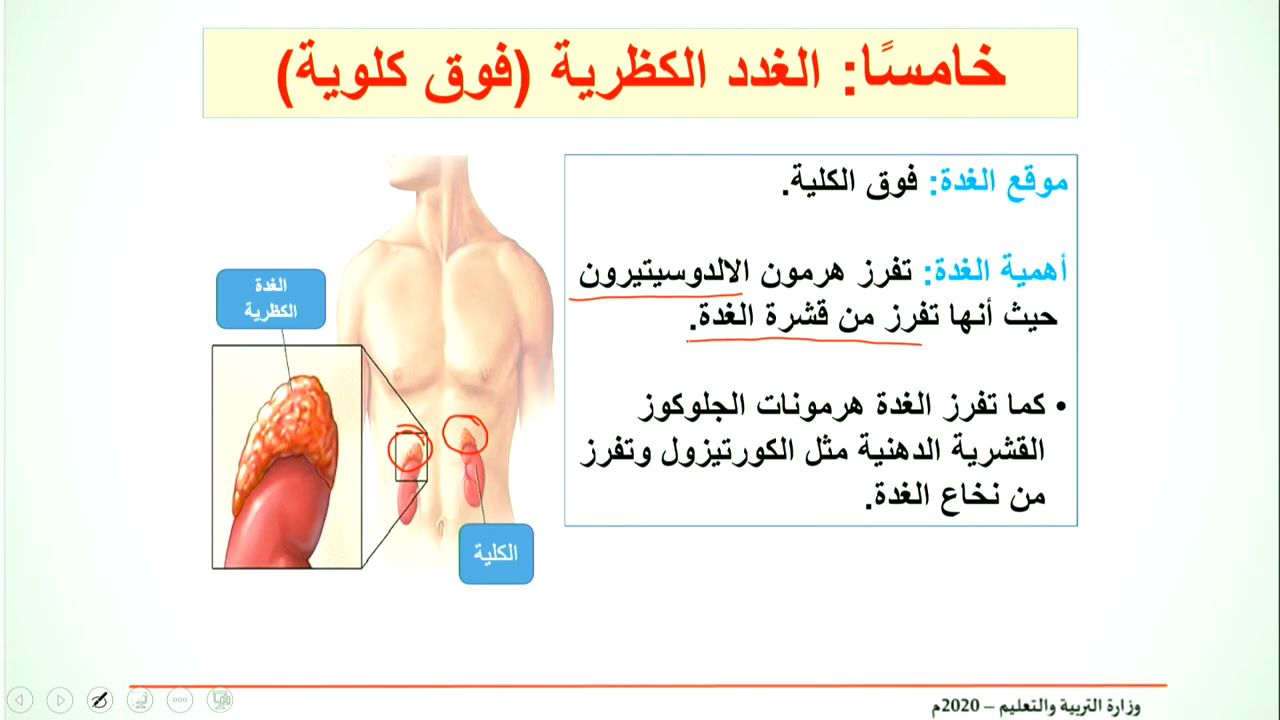 خامسًا: الغدد الكظرية (فوق كلوية)
موقع الغدة: فوق الكلية.
أهمية الغدة: تفرز هرمون الالدوسيتيرون
حيث أنها تفرز من قشرة الغدة.
• كما تفرز الغدة هرمونات الجلوكوز
القشرية الدهنية مثل الكورتيزول وتفرز
من نخاع الغدة.
الغدة
الكظرية
الكلية
وزارة التربية والتعليم – 2020م